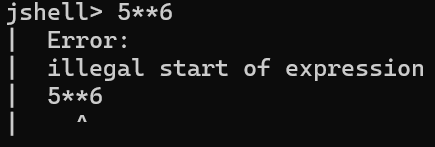 jshell> 5**6
|  Error:
|  illegal start of expression
|  5**6
|    ^